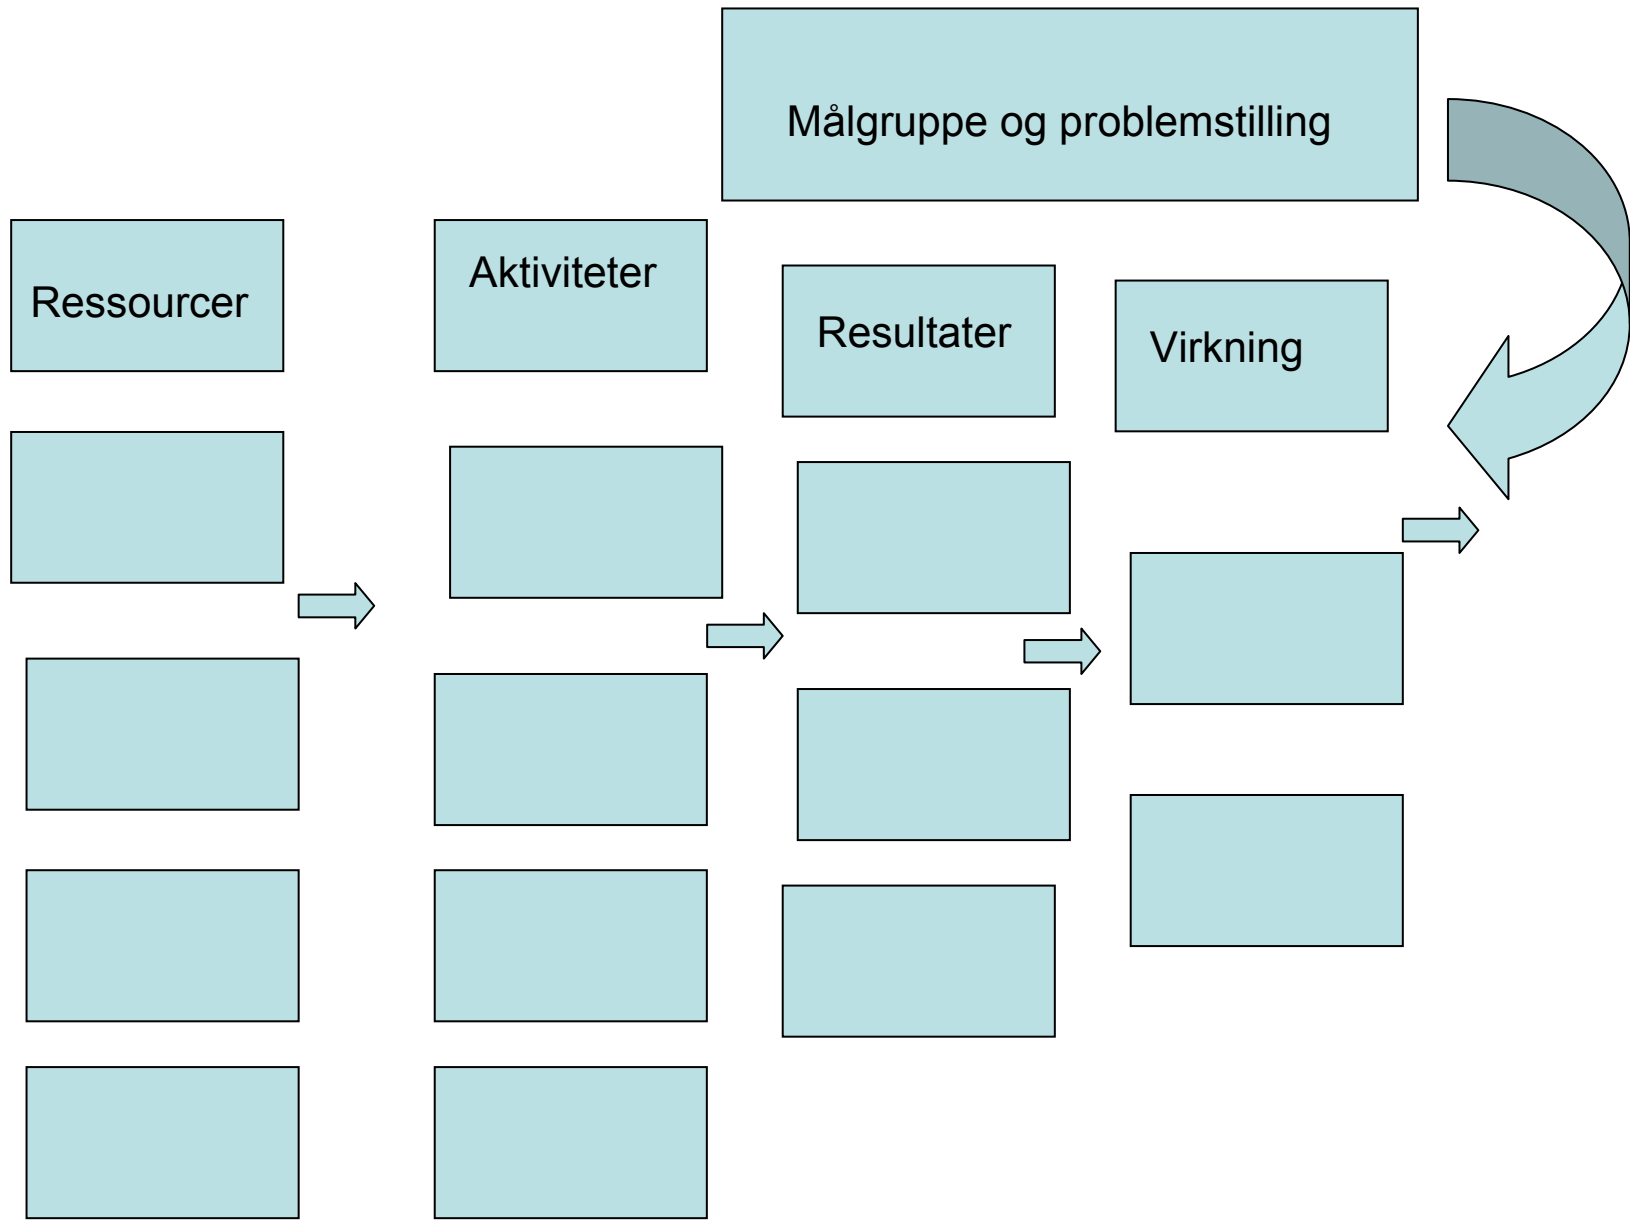 Målgruppe og problemstilling
Ressourcer
Aktiviteter
Resultater
Virkning